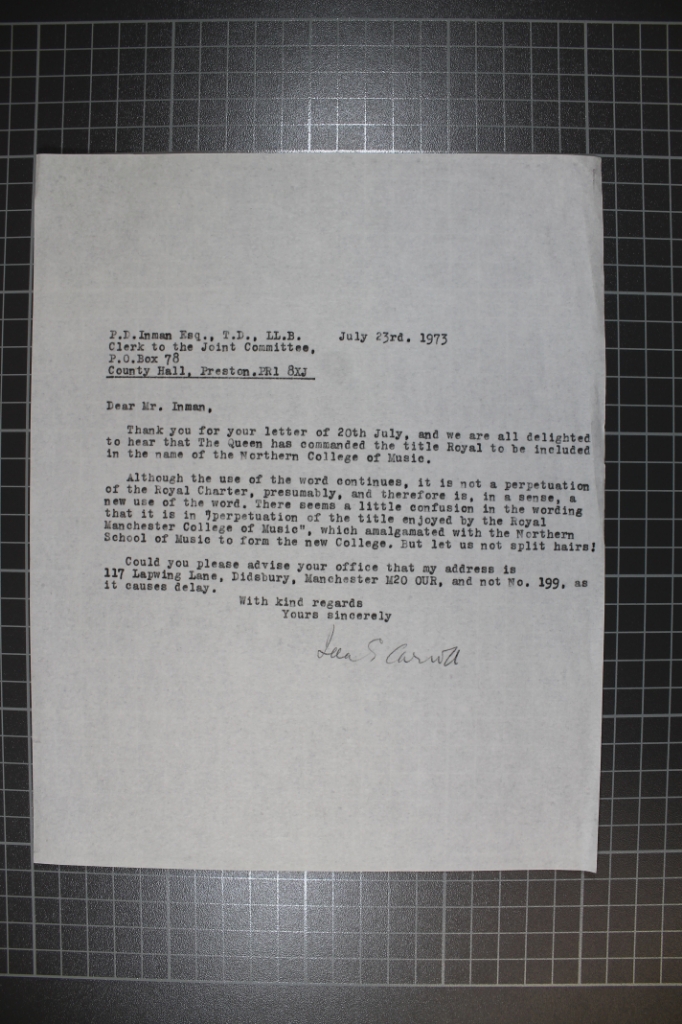 P.D.Inman Esq., T.D., LL.B. July 23rd. 1973
Clerk to the Joint Committee,
P.O.Box 78
County Hall, Preston.PR1 8XJ
Dear Mr. Inman,
Thank you for your letter of 20th July, and we are all delighted
to hear that The Queen has commanded the title Royal to be included
in the name of the Northern College of Music.
Although the use of the word continues, it is not a perpetuation
of the Royal Charter, presumably, and therefore is, in a sense, a
new use of the word. There seems a little confusion in the wording
that it is in "perpetuation of the title enjoyed by the Royal
Manchester College of Music", which amalgamated with the Northern
School of Music to form the new College. But let us not split hairs!
Could you please advise your office that my address is
117 Lapwing Lane, Didsbury, Manchester M20 OUR, and not No. 199, as
it causes delay.
With kind regards
Yours sincerely
Ida G Carroll